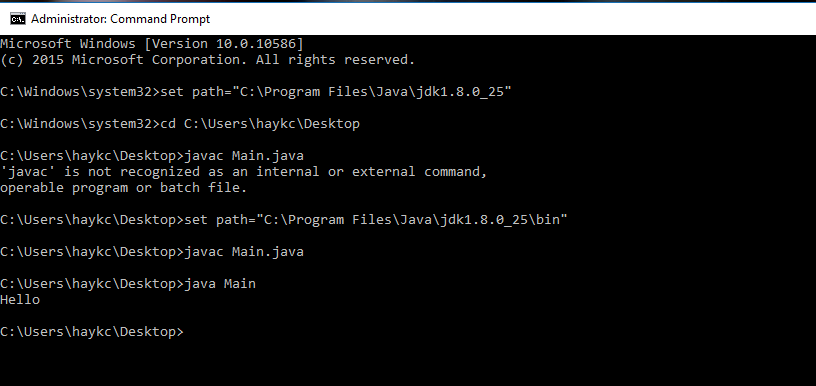 Administrator: Command Prompt
Microsoft Windows [Version 10.0.10586]
(c) 2015 Microsoft Corporation. All rights reserved.
C:\Windows\system32>set path="C:\Program Files\Java\jdk1.8.0_25"
C:\Windows\system32>cd C:\Users\haykc\Desktop
C:\Users\haykc\Desktop>javac Main.java
'javac' is not recognized as an internal or external command,
operable program or batch file.
C:\Users\haykc\Desktop>set path="C:\Program Files\Java\jdk1.8.0_25\bin"
C:\Users\haykc\Desktop>javac Main.java
C:\Users\haykc\Desktop>java Main
Hello
C:\Users\haykc\Desktop>